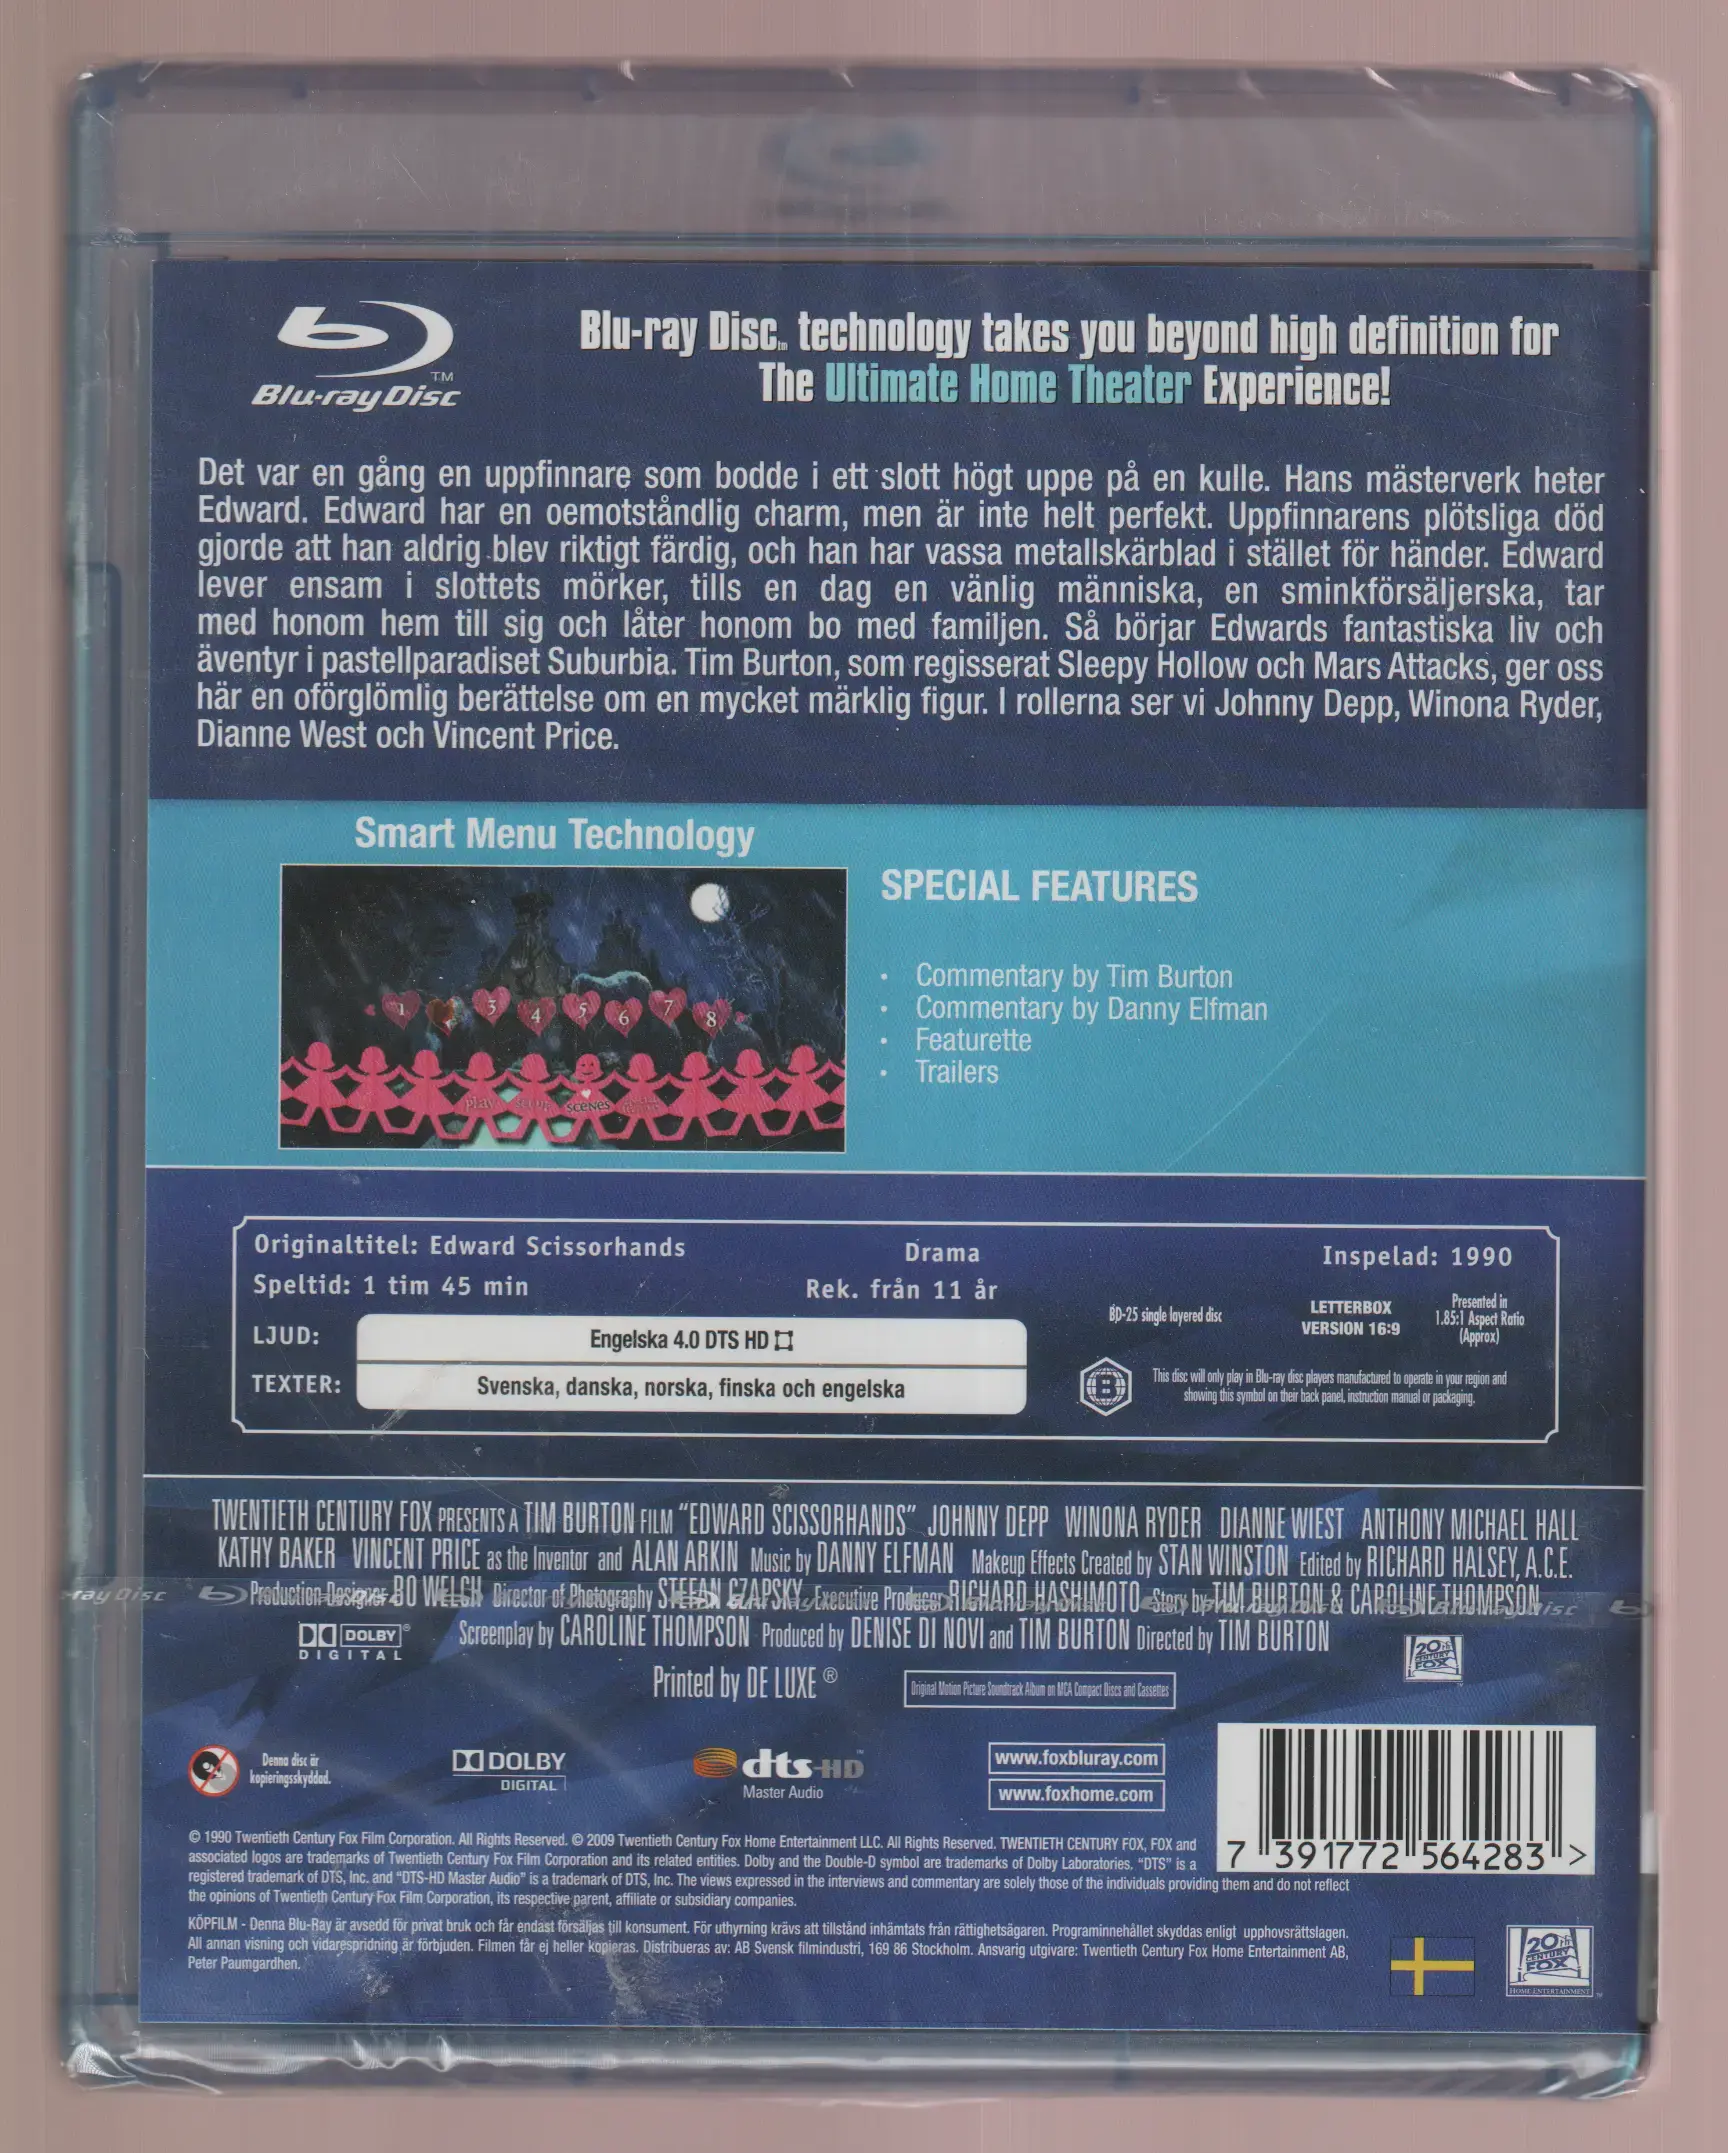 Blu-ray Disc™
Blu-ray Disc™ technology takes you beyond high definition for
The Ultimate Home Theater Experience!
Det var en gång en uppfinnare som bodde i ett slott högt uppe på en kulle. Hans mästerverk heter
Edward. Edward har en oemotståndlig charm, men är inte helt perfekt. Uppfinnarens plötsliga död
gjorde att han aldrig blev riktigt färdig, och han har vassa metallskärblad i stället för händer. Edward
lever ensam i slottets mörker, tills en dag en vänlig människa, en sminkförsäljerska, tar
med honom hem till sig och låter honom bo med familjen. Så börjar Edwards fantastiska liv och
äventyr i pastellparadiset Suburbia. Tim Burton, som regisserat Sleepy Hollow och Mars Attacks, ger oss
här en oförglömlig berättelse om en mycket märklig figur. I rollerna ser vi Johnny Depp, Winona Ryder,
Dianne West och Vincent Price.
Smart Menu Technology
1 3 4 5 6 7 8
play scenes
SPECIAL FEATURES
• Commentary by Tim Burton
• Commentary by Danny Elfman
• Featurette
• Trailers
Originaltitel: Edward Scissorhands Drama Inspelad: 1990
Speltid: 1 tim 45 min Rek. från 11 år
LJUD: Engelska 4.0 DTS HD
TEXTER: Svenska, danska, norska, finska och engelska
BD-25 single layered disc
LETTERBOX
VERSION 16:9
Presented in
1.85:1 Aspect Ratio
(Approx)
B
This disc will only play in Blu-ray disc players manufactured to operate in your region and
showing this symbol on their back panel, instruction manual or packaging.
TWENTIETH CENTURY FOX PRESENTS A TIM BURTON FILM “EDWARD SCISSORHANDS” JOHNNY DEPP WINONA RYDER DIANNE WIEST ANTHONY MICHAEL HALL
KATHY BAKER VINCENT PRICE as the Inventor and ALAN ARKIN Music by DANNY ELFMAN Makeup Effects Created by STAN WINSTON Edited by RICHARD HALSEY, A.C.E.
Production Designer BO WELCH Director of Photography STEFAN CZAPSKY Executive Producer RICHARD HASHIMOTO Story by TIM BURTON & CAROLINE THOMPSON
Screenplay by CAROLINE THOMPSON Produced by DENISE DI NOVI and TIM BURTON Directed by TIM BURTON
DOLBY®
DIGITAL
20th
CENTURY
FOX
Printed by DE LUXE ®
Original Motion Picture Soundtrack Album on MCA Compact Discs and Cassettes
Denna disc är
kopieringsskyddad.
DOLBY
DIGITAL
dts-HD™
Master Audio
www.foxbluray.com
www.foxhome.com
7 391772 564283 >
© 1990 Twentieth Century Fox Film Corporation. All Rights Reserved. © 2009 Twentieth Century Fox Home Entertainment LLC. All Rights Reserved. TWENTIETH CENTURY FOX, FOX and
associated logos are trademarks of Twentieth Century Fox Film Corporation and its related entities. Dolby and the Double-D symbol are trademarks of Dolby Laboratories. “DTS” is a
registered trademark of DTS, Inc. and “DTS-HD Master Audio” is a trademark of DTS, Inc. The views expressed in the interviews and commentary are solely those of the individuals providing them and do not reflect
the opinions of Twentieth Century Fox Film Corporation, its respective parent, affiliate or subsidiary companies.
KÖPFILM - Denna Blu-Ray är avsedd för privat bruk och får endast försäljas till konsument. För uthyrning krävs att tillstånd inhämtats från rättighetsägaren. Programinnehållet skyddas enligt upphovsrättslagen.
All annan visning och vidarespridning är förbjuden. Filmen får ej heller kopieras. Distribueras av: AB Svensk filmindustri, 169 86 Stockholm. Ansvarig utgivare: Twentieth Century Fox Home Entertainment AB,
Peter Paumgardhen.
20th
CENTURY
FOX
HOME ENTERTAINMENT